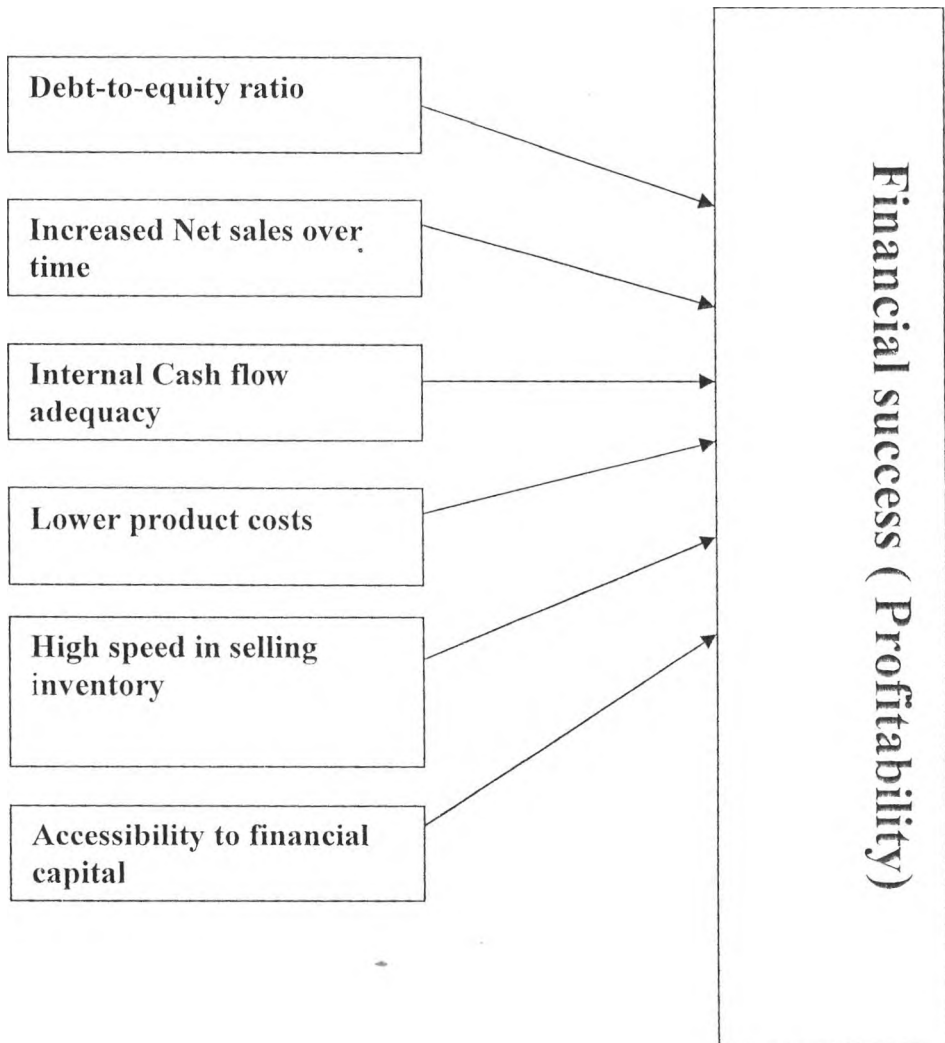 Debt-to-equity ratio
Increased Net sales over
time
Internal Cash flow
adequacy
Lower product costs
High speed in selling
inventory
Accessibility to financial
capital
Financial success ( Profitability)